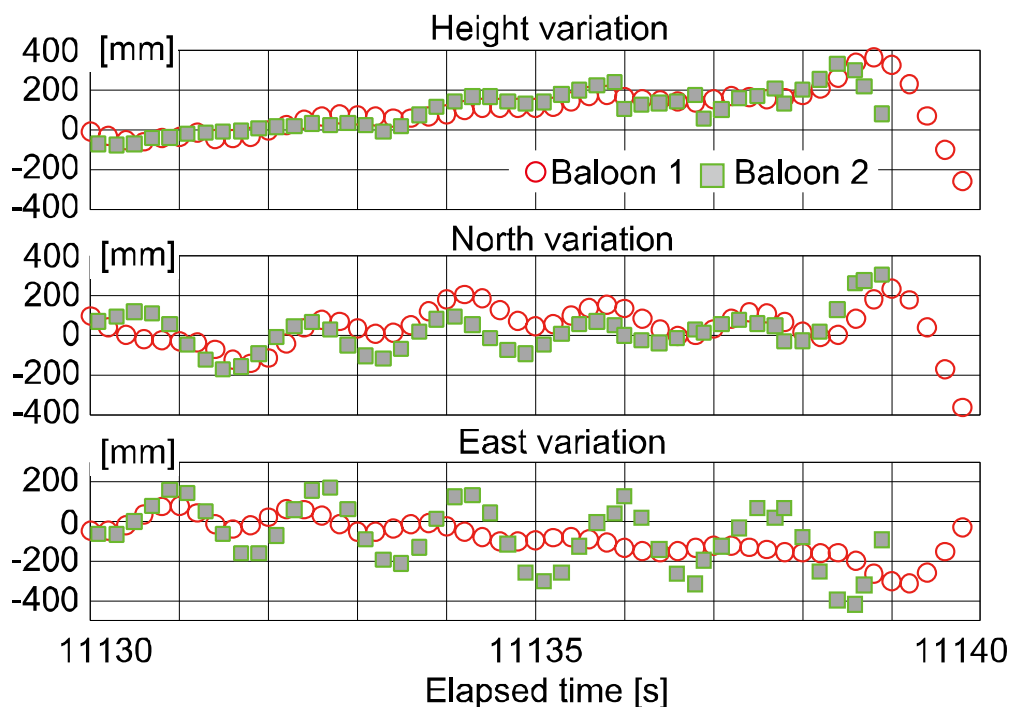 Height variation
[mm]
400
200
0
-200
-400
Baloon 1
Baloon 2
North variation
[mm]
400
200
0
-200
-400
East variation
[mm]
200
0
-200
-400
11130 11135 11140
Elapsed time [s]